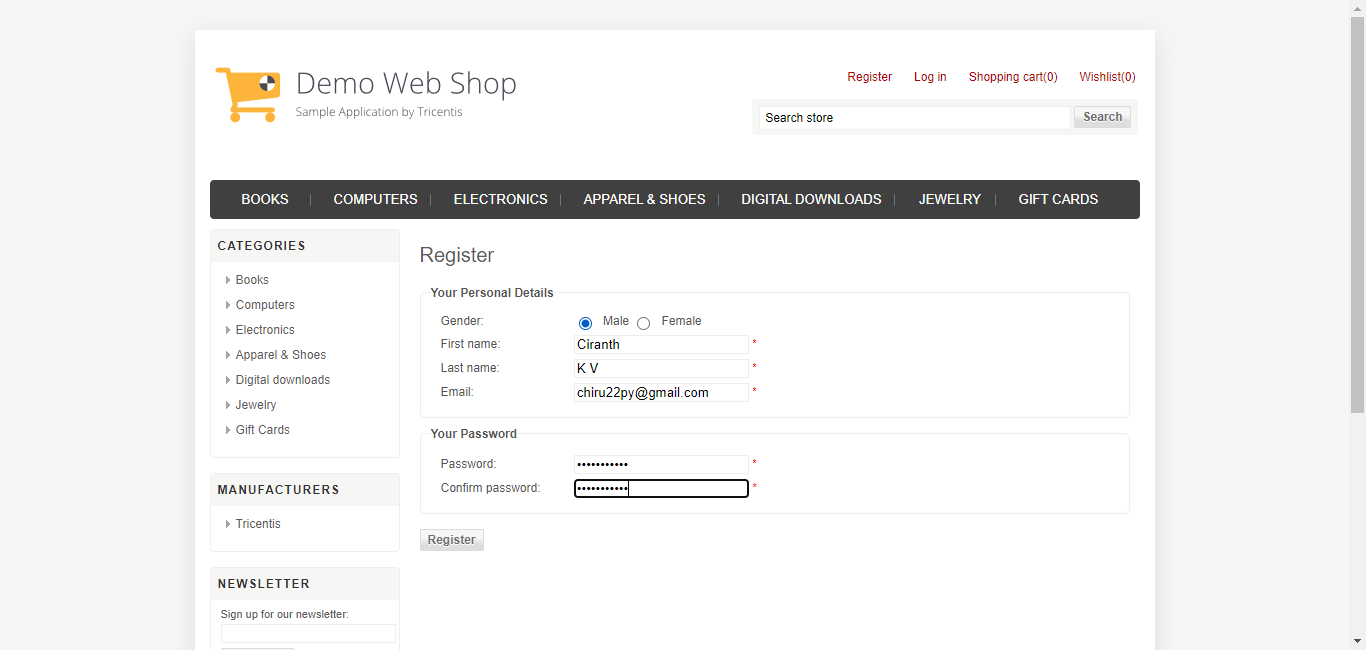 Demo Web Shop
Sample Application by Tricentis
Register Log in Shopping cart(0) Wishlist(0)
Search store Search
BOOKS COMPUTERS ELECTRONICS APPAREL & SHOES DIGITAL DOWNLOADS JEWELRY GIFT CARDS
CATEGORIES
Books
Computers
Electronics
Apparel & Shoes
Digital downloads
Jewelry
Gift Cards
MANUFACTURERS
Tricentis
NEWSLETTER
Sign up for our newsletter:
Register
Your Personal Details
Gender: Male Female
First name: Ciranth *
Last name: K V *
Email: chiru22py@gmail.com *
Your Password
Password: ••••••••••• *
Confirm password: ••••••••••• *
Register